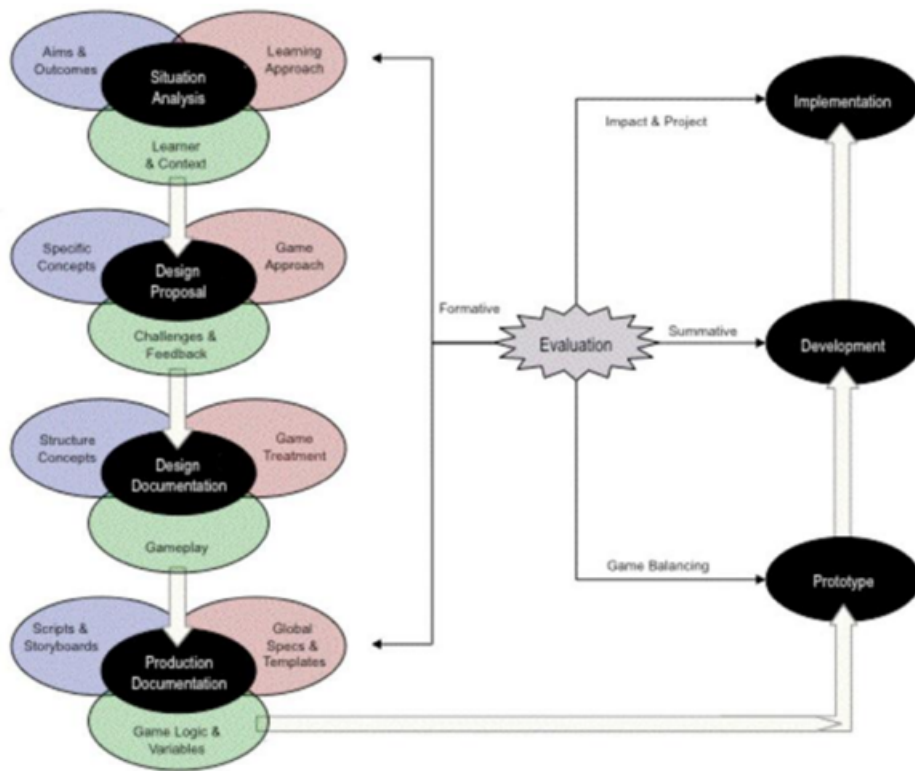 Aims &
Outcomes
Learning
Approach
Situation
Analysis
Learner
& Context
Specific
Concepts
Game
Approach
Design
Proposal
Challenges &
Feedback
Structure
Concepts
Game
Treatment
Design
Documentation
Gameplay
Scripts &
Storyboards
Global
Specs &
Templates
Production
Documentation
Game Logic &
Variables
Formative
Evaluation
Impact & Project
Summative
Game Balancing
Implementation
Development
Prototype